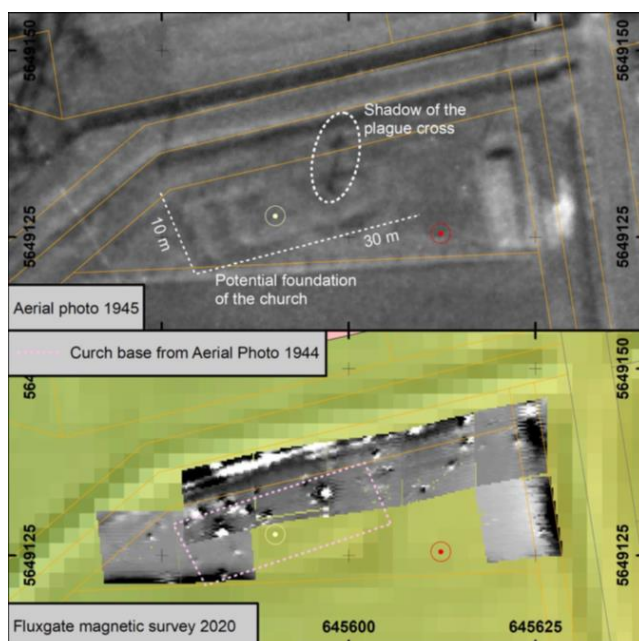 5649150
5649150
Shadow of the
plague cross
5649125
5649125
10 m
30 m
Potential foundation
of the church
Aerial photo 1945
Curch base from Aerial Photo 1944
5649150
5649125
5649125
Fluxgate magnetic survey 2020
645600
645625